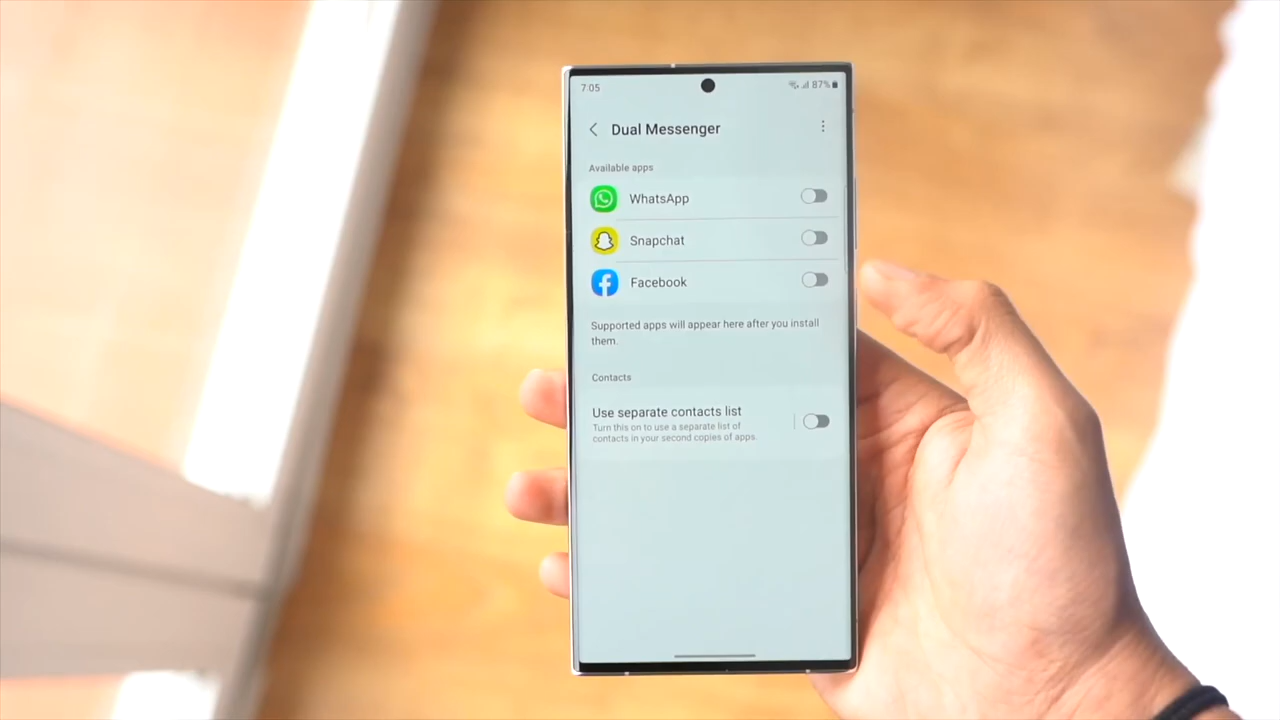 7:05
87%
Dual Messenger
Available apps
WhatsApp
Snapchat
Facebook
Supported apps will appear here after you install
them.
Contacts
Use separate contacts list
Turn this on to use a separate list of
contacts in your second copies of apps.